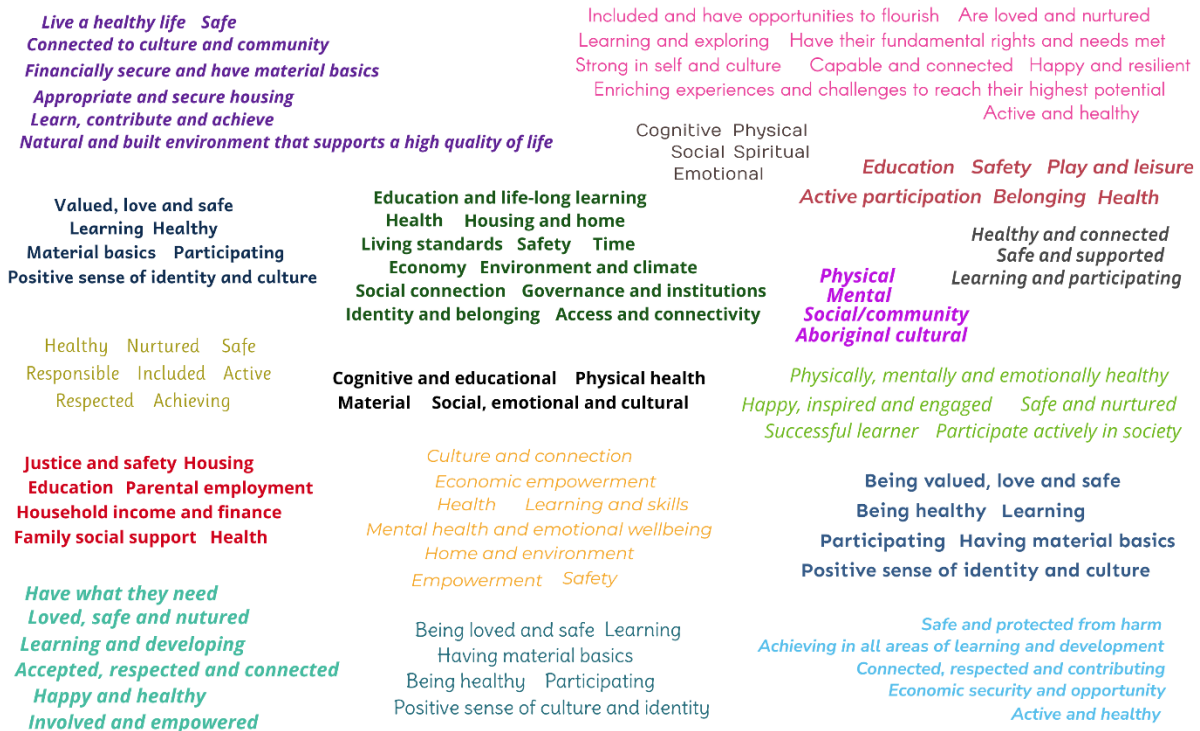 Live a healthy life Safe
Connected to culture and community
Financially secure and have material basics
Appropriate and secure housing
Learn, contribute and achieve
Natural and built environment that supports a high quality of life
Included and have opportunities to flourish Are loved and nurtured
Learning and exploring Have their fundamental rights and needs met
Strong in self and culture Capable and connected Happy and resilient
Enriching experiences and challenges to reach their highest potential
Active and healthy
Cognitive Physical
Social Spiritual
Emotional
Education Safety Play and leisure
Active participation Belonging Health
Valued, love and safe
Learning Healthy
Material basics Participating
Positive sense of identity and culture
Education and life-long learning
Health Housing and home
Living standards Safety Time
Economy Environment and climate
Social connection Governance and institutions
Identity and belonging Access and connectivity
Healthy and connected
Safe and supported
Learning and participating
Physical
Mental
Social/community
Aboriginal cultural
Healthy Nurtured Safe
Responsible Included Active
Respected Achieving
Cognitive and educational Physical health
Material Social, emotional and cultural
Physically, mentally and emotionally healthy
Happy, inspired and engaged Safe and nurtured
Successful learner Participate actively in society
Justice and safety Housing
Education Parental employment
Household income and finance
Family social support Health
Culture and connection
Economic empowerment
Health Learning and skills
Mental health and emotional wellbeing
Home and environment
Empowerment Safety
Being valued, love and safe
Being healthy Learning
Participating Having material basics
Positive sense of identity and culture
Have what they need
Loved, safe and nutured
Learning and developing
Accepted, respected and connected
Happy and healthy
Involved and empowered
Being loved and safe Learning
Having material basics
Being healthy Participating
Positive sense of culture and identity
Safe and protected from harm
Achieving in all areas of learning and development
Connected, respected and contributing
Economic security and opportunity
Active and healthy